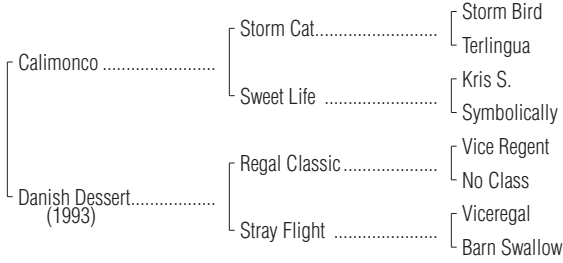 Storm Bird
Storm Cat..............................
Terlingua
Calimonco ...........................
Kris S.
Sweet Life ............................
Symbolically
Vice Regent
Regal Classic.......................
No Class
Danish Dessert.....................
(1993)
Viceregal
Stray Flight ..........................
Barn Swallow